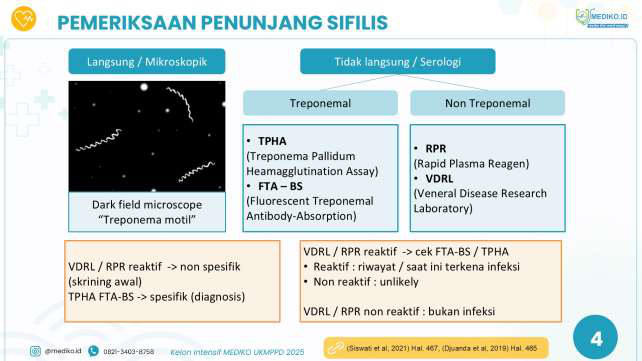 PEMERIKSAAN PENUNJANG SIFILIS
MEDIKO.ID
Langsung / Mikroskopik
Tidak langsung / Serologi
Treponemal
Non Treponemal
• TPHA
(Treponema Pallidum
Heamagglutination Assay)
• FTA – BS
(Fluorescent Treponemal
Antibody-Absorption)
• RPR
(Rapid Plasma Reagen)
• VDRL
(Veneral Disease Research
Laboratory)
Dark field microscope
“Treponema motil”
VDRL / RPR reaktif -> non spesifik
(skrining awal)
TPHA FTA-BS -> spesifik (diagnosis)
VDRL / RPR reaktif -> cek FTA-BS / TPHA
• Reaktif : riwayat / saat ini terkena infeksi
• Non reaktif : unlikely
VDRL / RPR non reaktif : bukan infeksi
@mediko.id
0821-3403-8758
Kelon Intensif MEDIKO UKMPPD 2025
(Siswati et al, 2021) Hal. 467, (Djuanda et al, 2019) Hal. 465
4